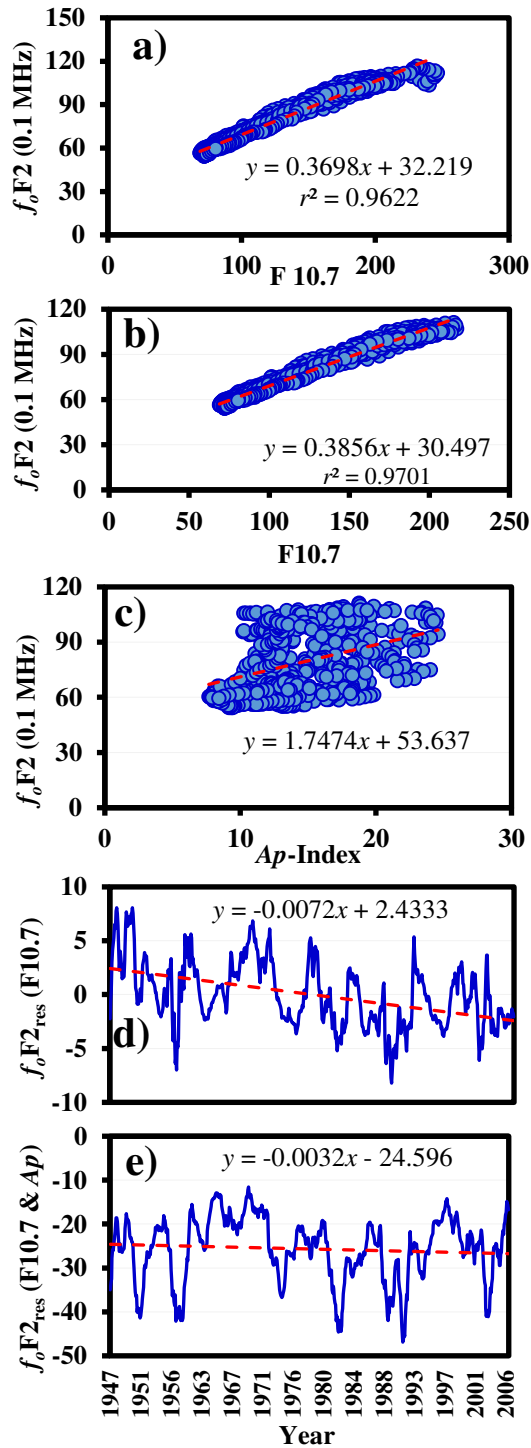 a)
f_oF2 (0.1 MHz)
150
120
90
60
30
0
y = 0.3698x + 32.219
r² = 0.9622
0 100 200 300
F 10.7
b)
f_oF2 (0.1 MHz)
120
90
60
30
0
y = 0.3856x + 30.497
r² = 0.9701
0 50 100 150 200 250
F10.7
c)
f_oF2 (0.1 MHz)
120
90
60
30
0
y = 1.7474x + 53.637
0 10 20 30
Ap-Index
d)
f_oF2_res (F10.7)
10
5
0
-5
-10
y = -0.0072x + 2.4333
e)
f_oF2_res (F10.7 & Ap)
0
-10
-20
-30
-40
-50
y = -0.0032x - 24.596
1947 1951 1956 1963 1967 1971 1976 1980 1984 1988 1993 1997 2001 2006
Year